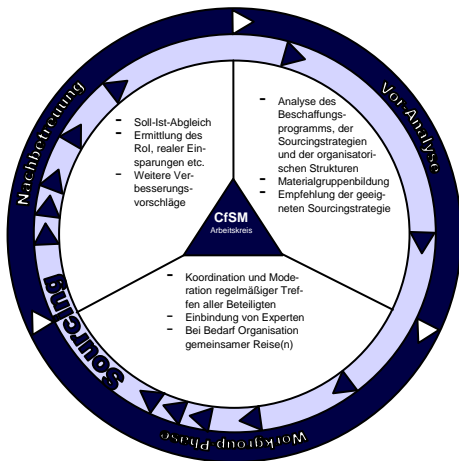 Nachbetreuung
Vor-Analyse
- Soll-Ist-Abgleich
- Ermittlung des
RoI, realer Ein-
sparungen etc.
- Weitere Ver-
besserungs-
vorschläge
- Analyse des
Beschaffungs-
programms, der
Sourcingstrategien
und der organisatori-
schen Strukturen
- Materialgruppenbildung
- Empfehlung der geeig-
neten Sourcingstrategie
CfSM
Arbeitskreis
- Koordination und Mode-
ration regelmäßiger Tref-
fen aller Beteiligten
- Einbindung von Experten
- Bei Bedarf Organisation
gemeinsamer Reise(n)
Sourcing
Workgroup-Phase